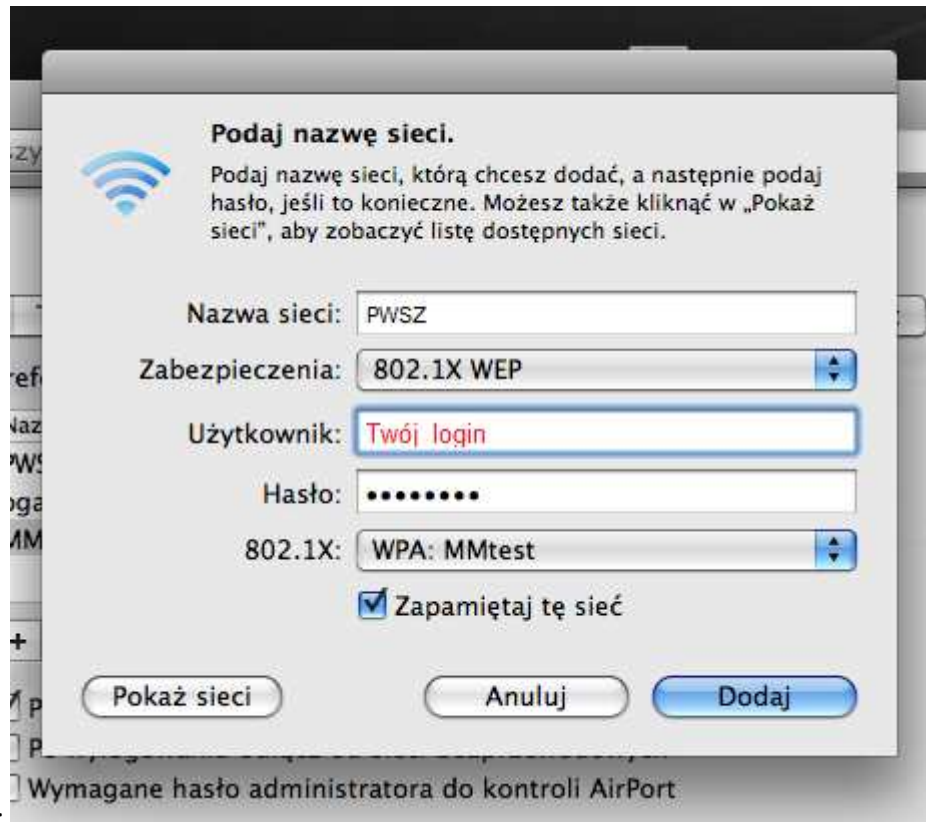 Podaj nazwę sieci.
Podaj nazwę sieci, którą chcesz dodać, a następnie podaj
hasło, jeśli to konieczne. Możesz także kliknąć w „Pokaż
sieci”, aby zobaczyć listę dostępnych sieci.
Nazwa sieci: PWSZ
Zabezpieczenia: 802.1X WEP
Użytkownik: Twój login
Hasło: ••••••••
802.1X: WPA: MMtest
Zapamiętaj tę sieć
Pokaż sieci Anuluj Dodaj
Wymagane hasło administratora do kontroli AirPort